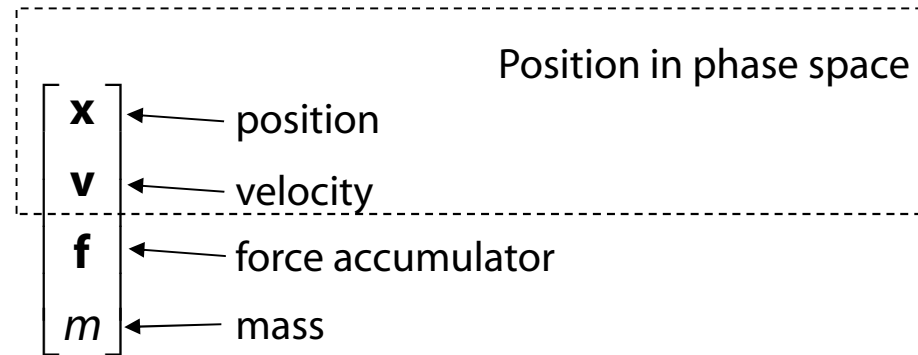 Position in phase space
x position
v velocity
f force accumulator
m mass